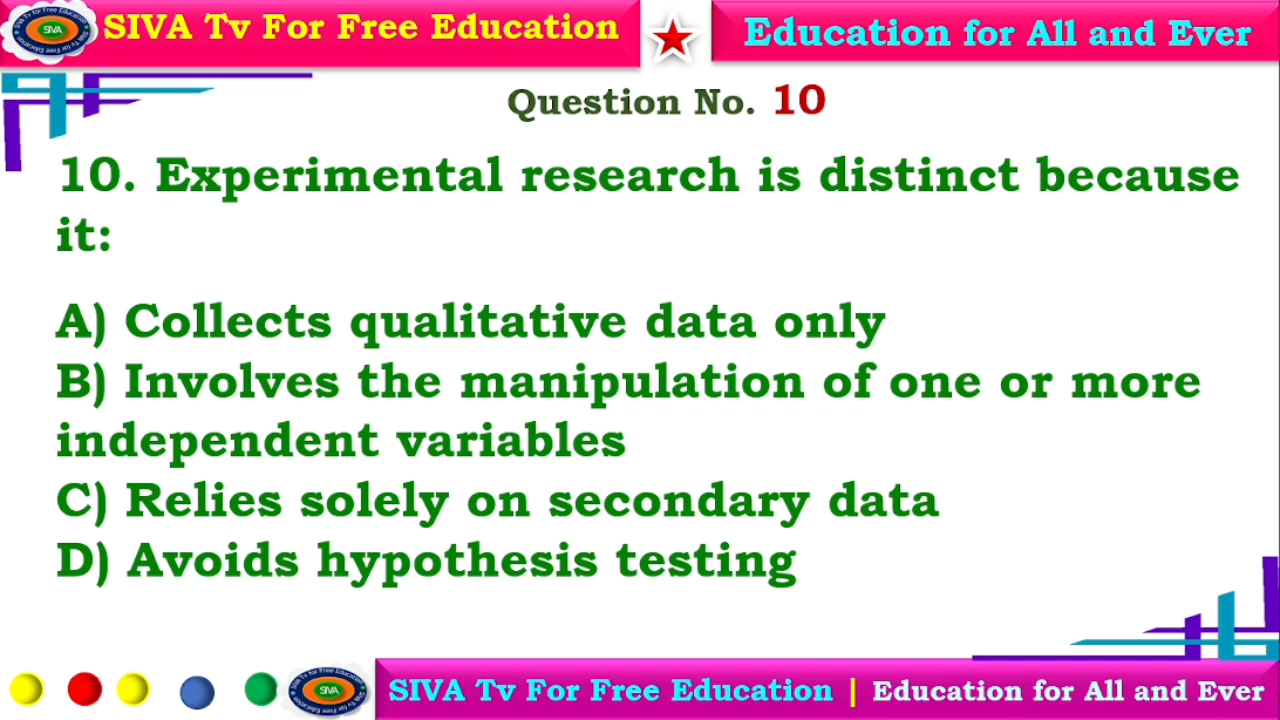 SIVA Tv For Free Education
Education for All and Ever
SIVA
Question No. 10
10. Experimental research is distinct because
it:
A) Collects qualitative data only
B) Involves the manipulation of one or more
independent variables
C) Relies solely on secondary data
D) Avoids hypothesis testing
SIVA
SIVA Tv For Free Education | Education for All and Ever